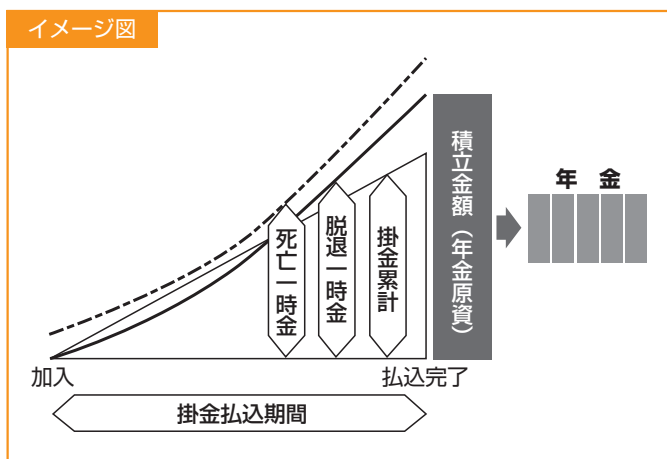 イメージ図
死亡一時金
脱退一時金
掛金累計
積立金額（年金原資）
年 金
加入
払込完了
掛金払込期間